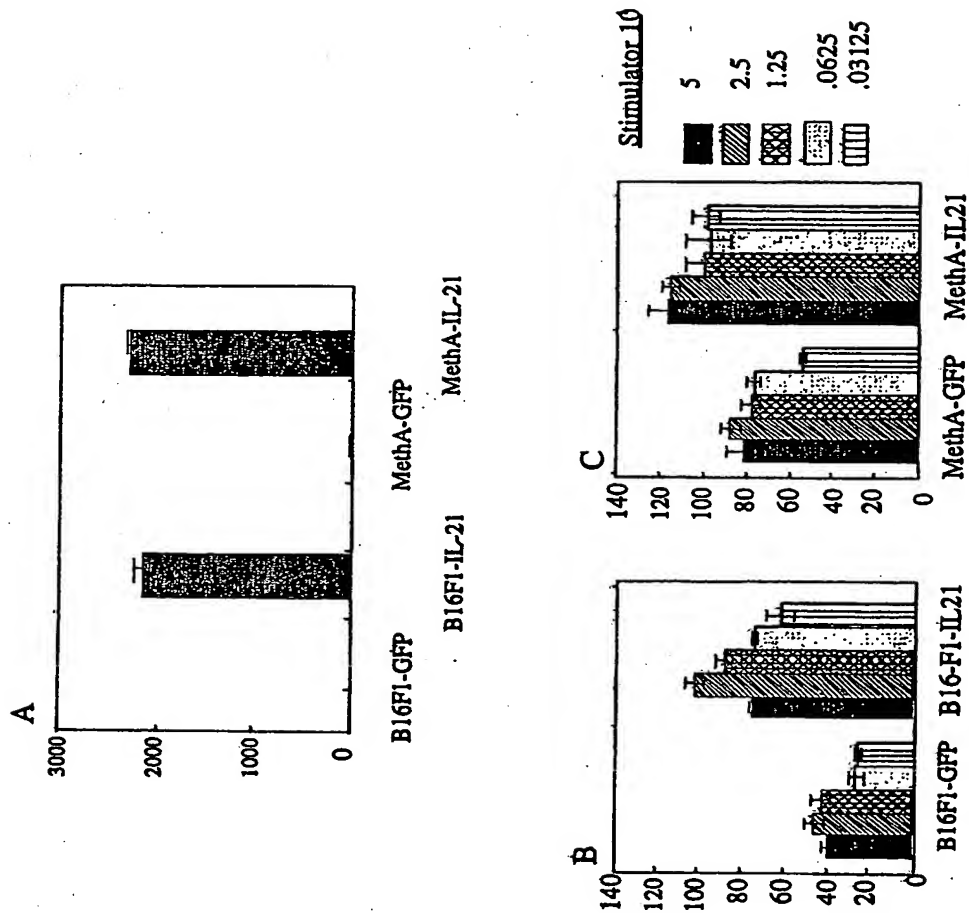 A
3000
2000
1000
0
B16F1-GFP
B16F1-IL-21
MethA-GFP
MethA-IL-21
B
140
120
100
80
60
40
20
0
B16F1-GFP
B16-F1-IL21
C
140
120
100
80
60
40
20
0
MethA-GFP
MethA-IL21
Stimulator 10
5
2.5
1.25
.0625
.03125